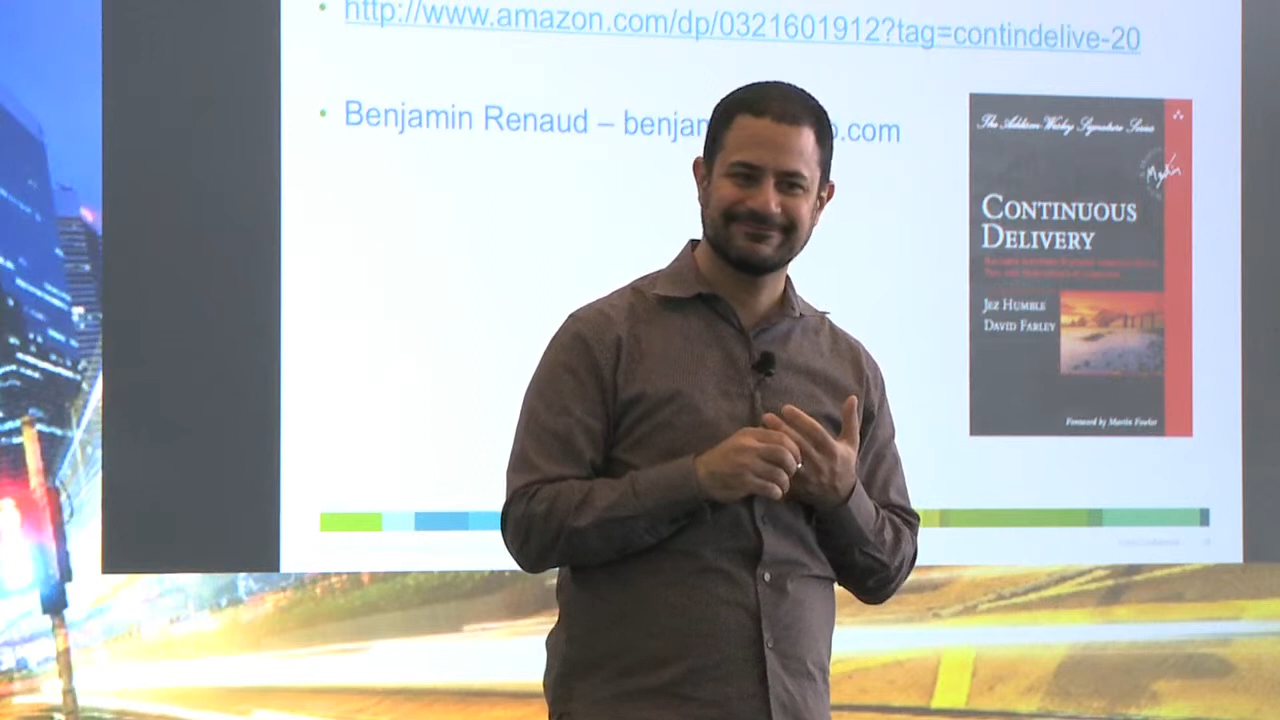 http://www.amazon.com/dp/0321601912?tag=contindelive-20
Benjamin Renaud – benjam o.com
The Addison Wesley Signature Series
CONTINUOUS
DELIVERY
JEZ HUMBLE
DAVID FARLEY
Foreword by Martin Fowler